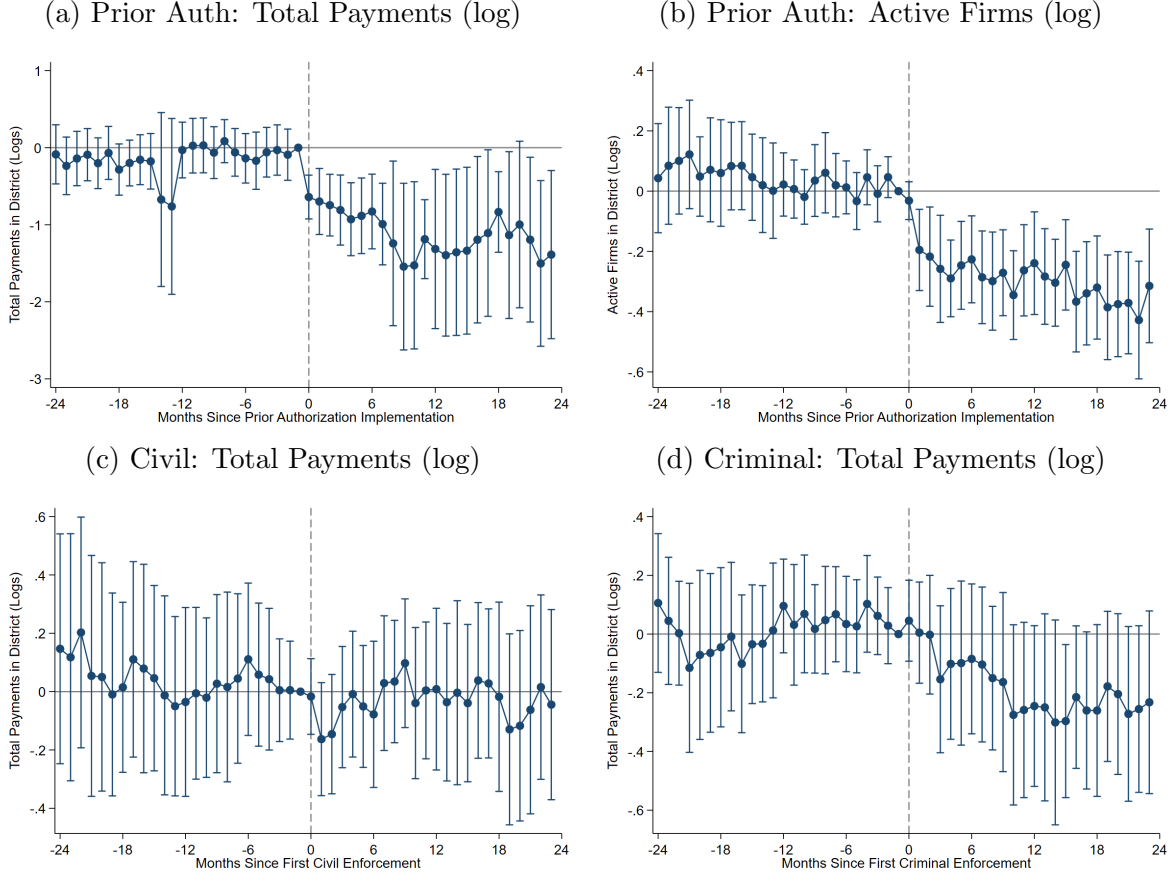 (a) Prior Auth: Total Payments (log)
Total Payments in District (Logs)
1
0
-1
-2
-3
-24 -18 -12 -6 0 6 12 18 24
Months Since Prior Authorization Implementation
(b) Prior Auth: Active Firms (log)
Active Firms in District (Logs)
.4
.2
0
-.2
-.4
-.6
-24 -18 -12 -6 0 6 12 18 24
Months Since Prior Authorization Implementation
(c) Civil: Total Payments (log)
Total Payments in District (Logs)
.6
.4
.2
0
-.2
-.4
-24 -18 -12 -6 0 6 12 18 24
Months Since First Civil Enforcement
(d) Criminal: Total Payments (log)
Total Payments in District (Logs)
.4
.2
0
-.2
-.4
-.6
-24 -18 -12 -6 0 6 12 18 24
Months Since First Criminal Enforcement